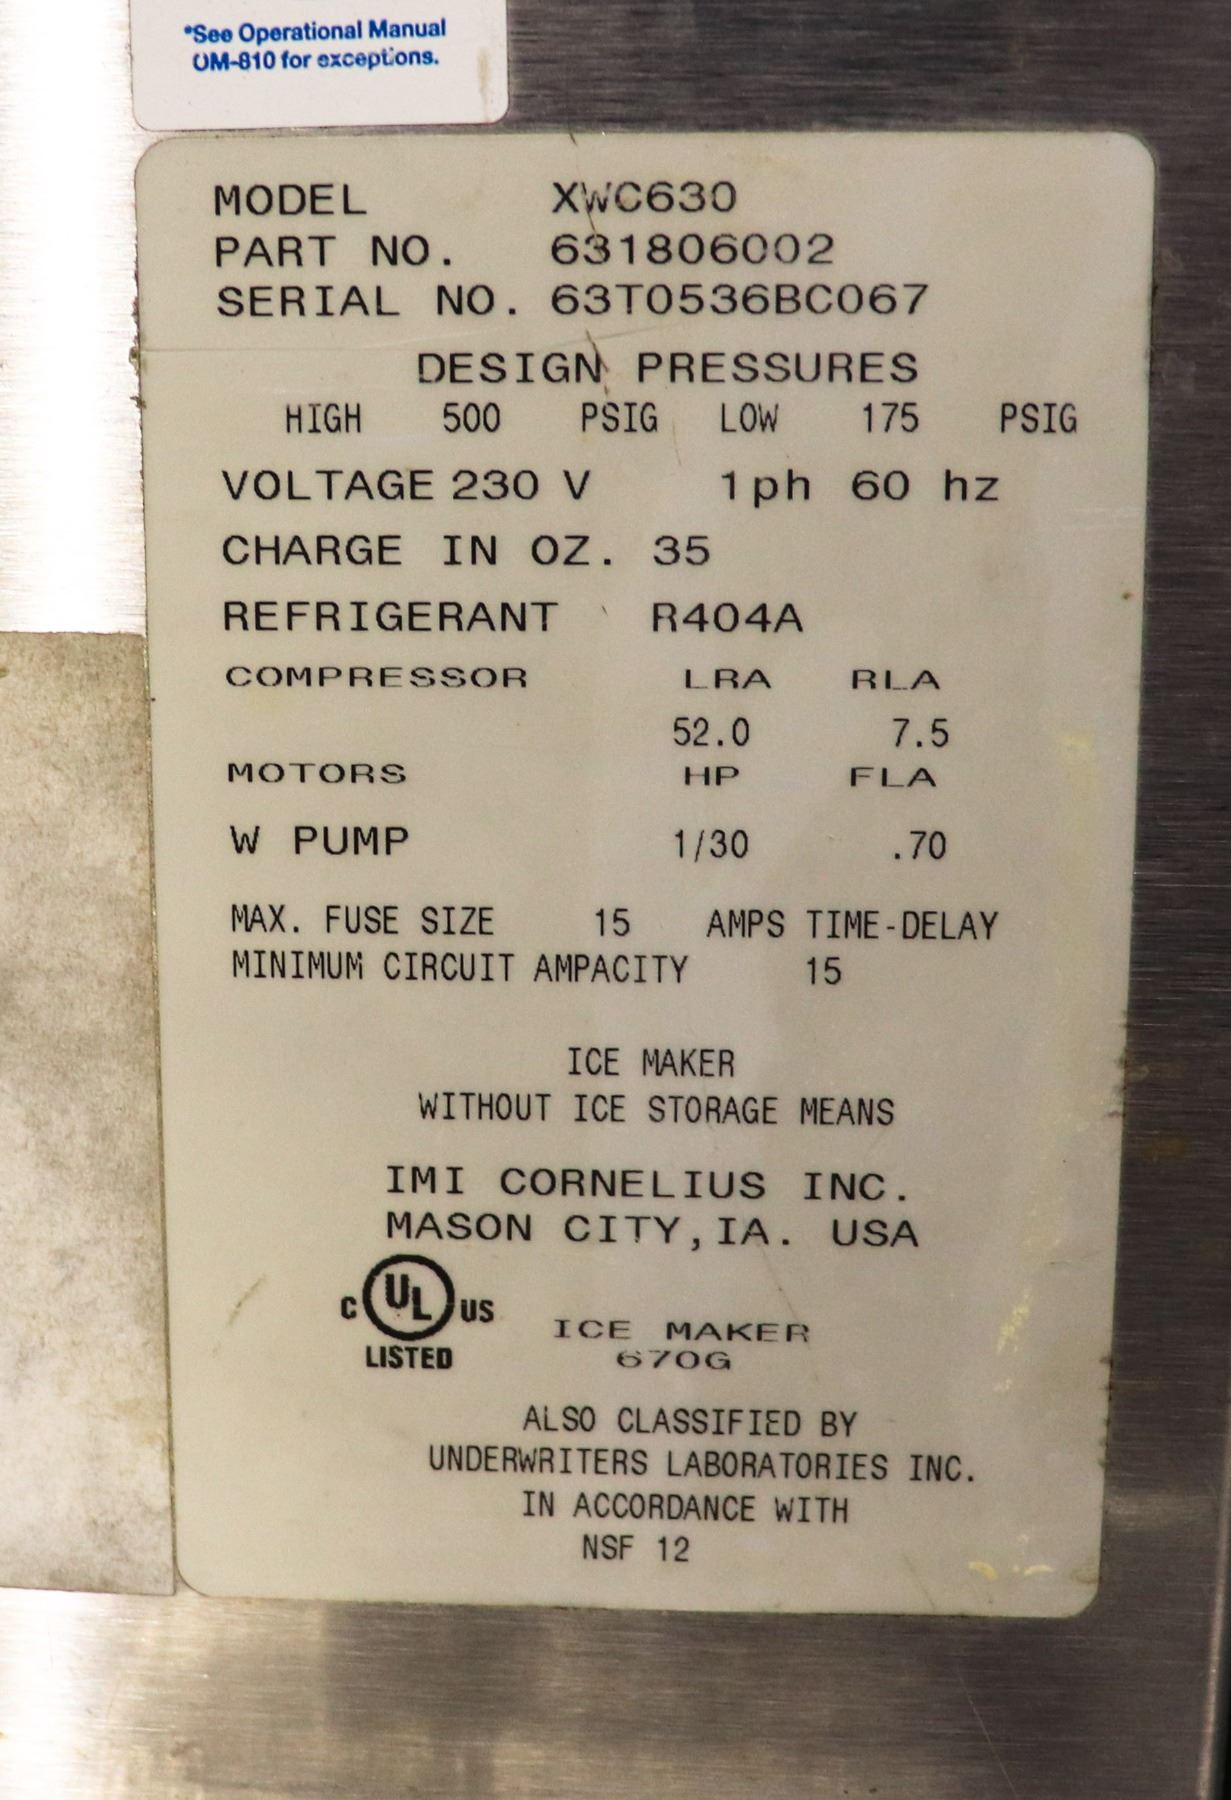 *See Operational Manual
OM-810 for exceptions.
MODEL XWC630
PART NO. 631806002
SERIAL NO. 63T0536BC067
DESIGN PRESSURES
HIGH 500 PSIG LOW 175 PSIG
VOLTAGE 230 V 1ph 60 hz
CHARGE IN OZ. 35
REFRIGERANT R404A
COMPRESSOR LRA RLA
52.0 7.5
MOTORS HP FLA
W PUMP 1/30 .70
MAX. FUSE SIZE 15 AMPS TIME-DELAY
MINIMUM CIRCUIT AMPACITY 15
ICE MAKER
WITHOUT ICE STORAGE MEANS
IMI CORNELIUS INC.
MASON CITY, IA. USA
C UL US
LISTED
ICE MAKER
670G
ALSO CLASSIFIED BY
UNDERWRITERS LABORATORIES INC.
IN ACCORDANCE WITH
NSF 12